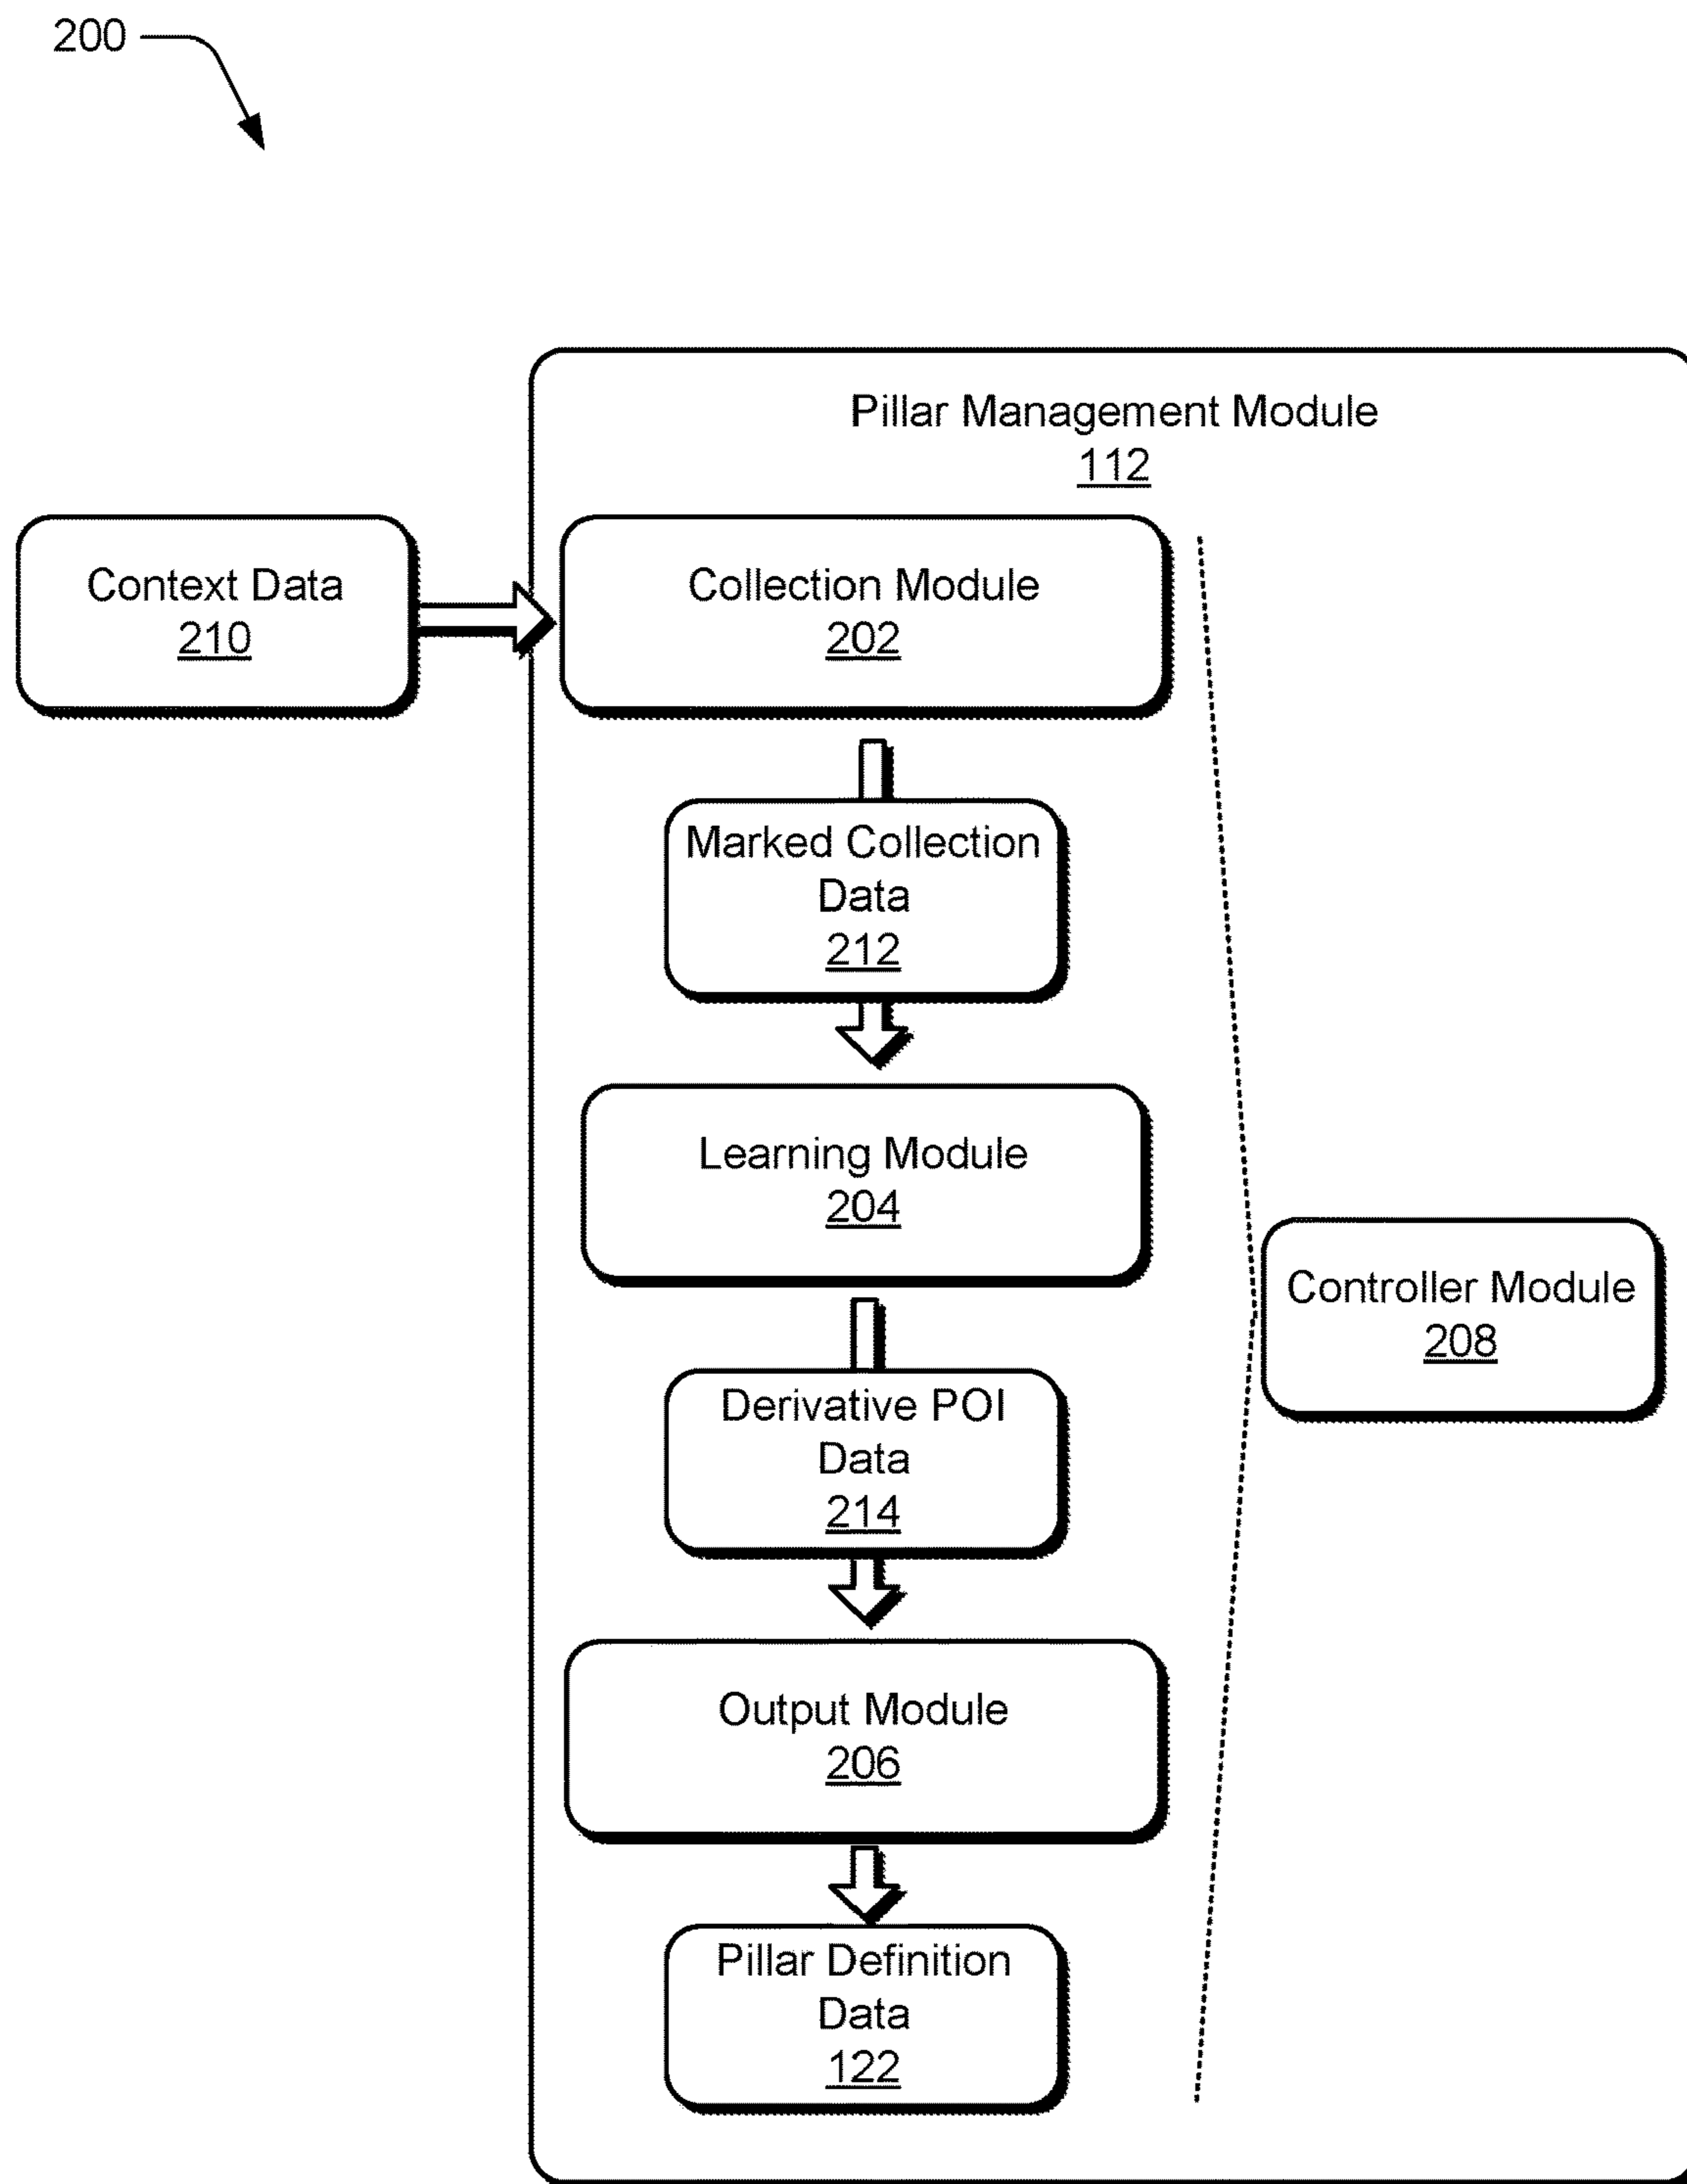 200
Pillar Management Module
112
Context Data
210
Collection Module
202
Marked Collection
Data
212
Learning Module
204
Controller Module
208
Derivative POI
Data
214
Output Module
206
Pillar Definition
Data
122